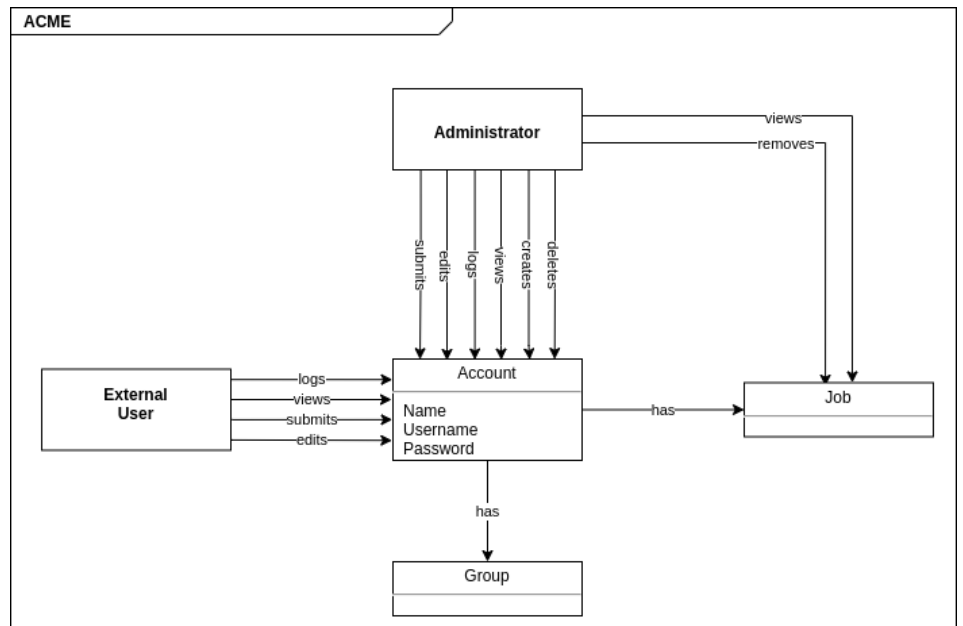 ACME
Administrator
views
removes
submits
edits
logs
views
creates
deletes
External
User
logs
views
submits
edits
Account
Name
Username
Password
has
Job
has
Group